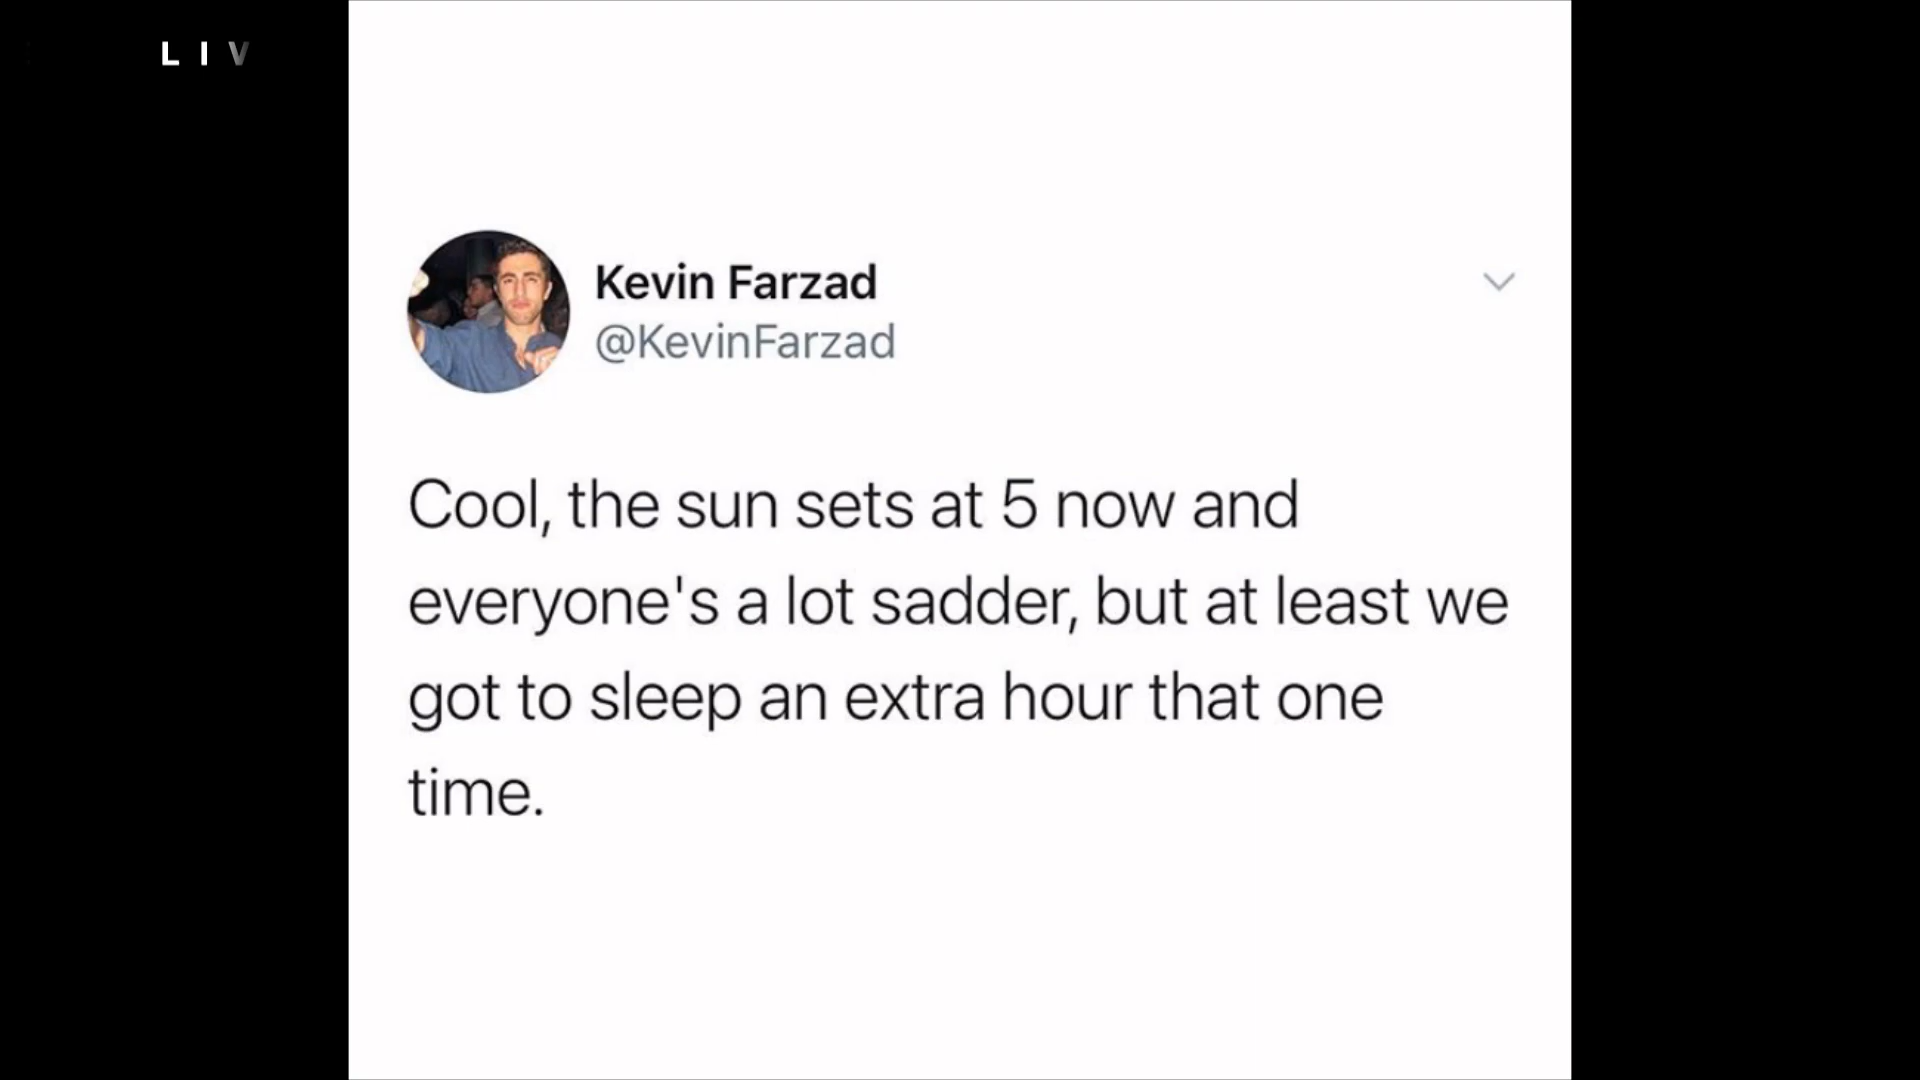 LIV
Kevin Farzad
@KevinFarzad
Cool, the sun sets at 5 now and
everyone's a lot sadder, but at least we
got to sleep an extra hour that one
time.